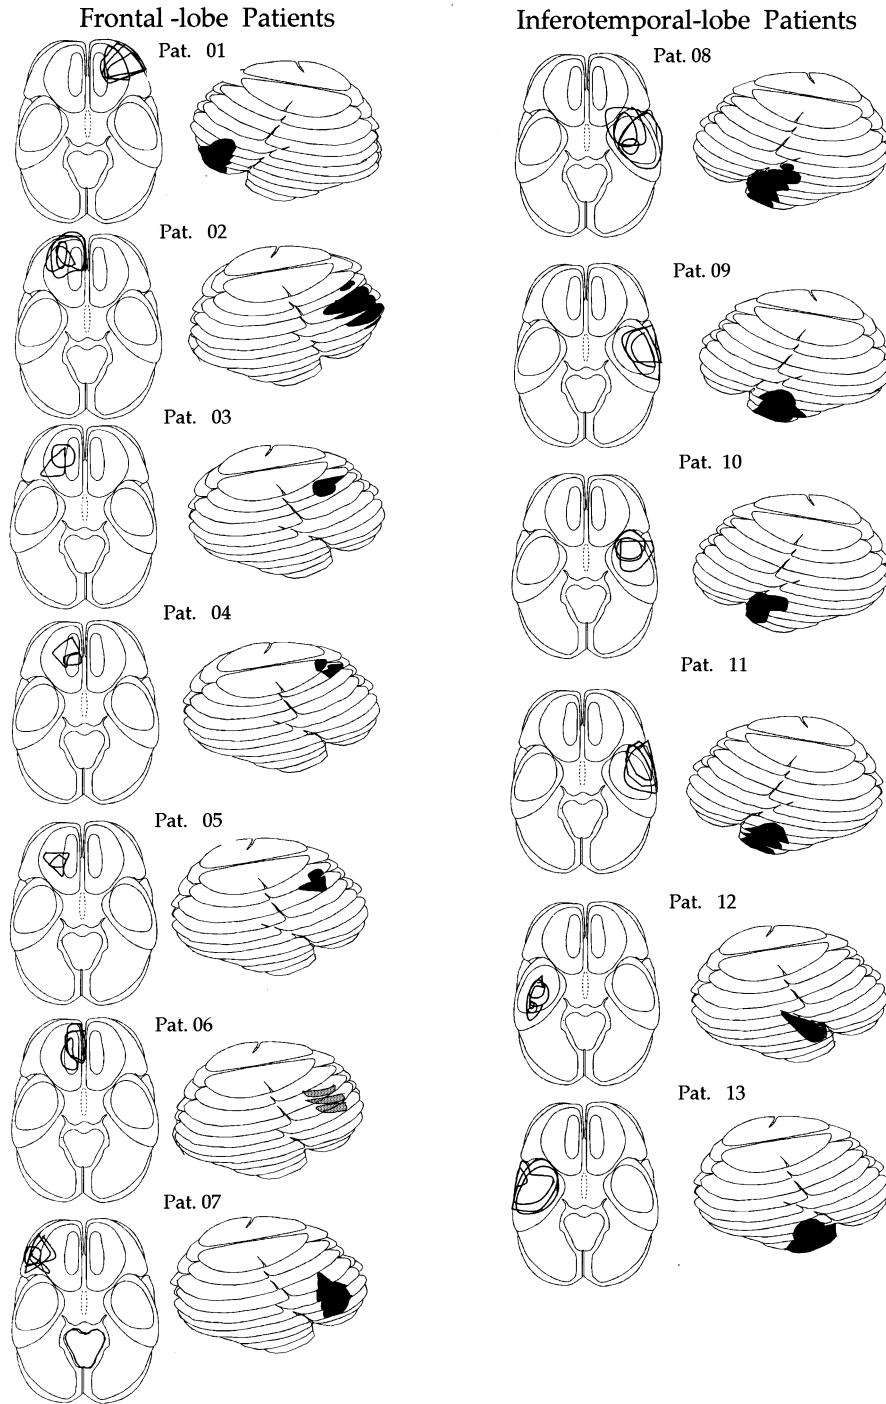 Frontal -lobe Patients
Pat. 01
Pat. 02
Pat. 03
Pat. 04
Pat. 05
Pat. 06
Pat. 07
Inferotemporal-lobe Patients
Pat. 08
Pat. 09
Pat. 10
Pat. 11
Pat. 12
Pat. 13